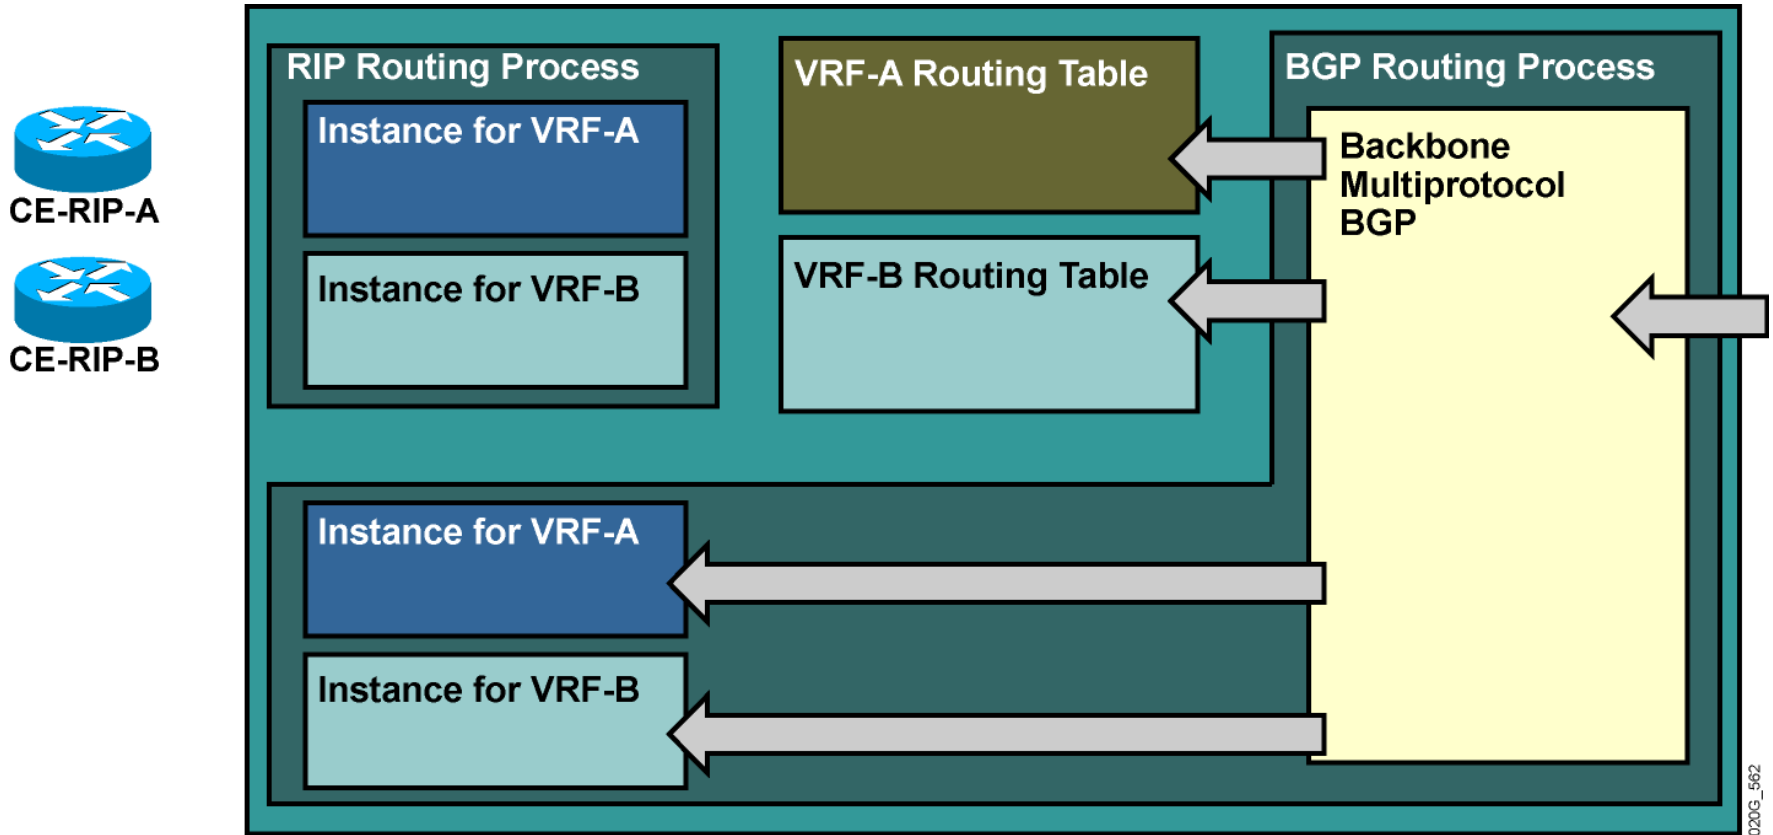 RIP Routing Process
Instance for VRF-A
Instance for VRF-B
CE-RIP-A
CE-RIP-B
VRF-A Routing Table
VRF-B Routing Table
BGP Routing Process
Backbone
Multiprotocol
BGP
Instance for VRF-A
Instance for VRF-B
020G_562